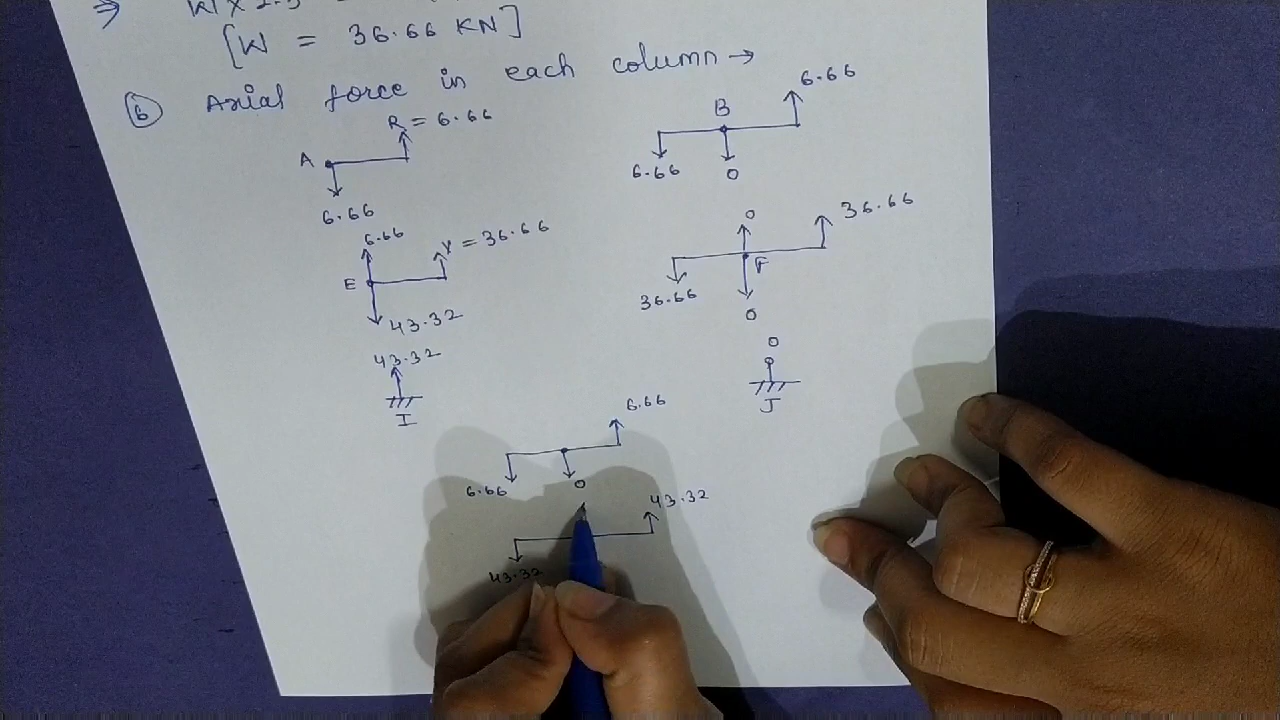 ⇒ W × 2.5 =
[W = 36.66 KN]
(b) Axial force in each column →
R = 6.66
A
6.66
B
6.66
6.66
0
6.66
E
Y = 36.66
43.32
0
36.66
F
36.66
0
43.32
I
0
J
6.66
6.66
0
43.32
43.32